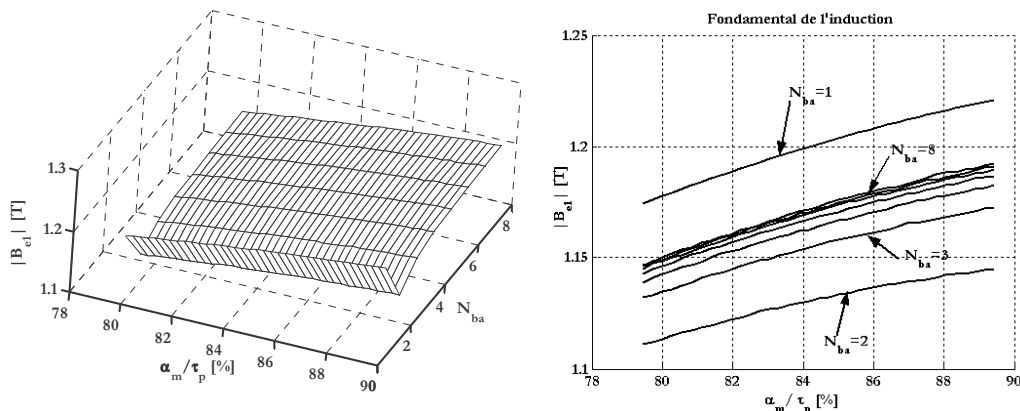 1.3
1.2
1.1
|B_e1| [T]
78
80
82
84
86
88
90
α_m/τ_p [%]
2
4
6
8
N_ba
Fondamental de l'induction
1.25
1.2
1.15
1.1
|B_e1| [T]
N_ba=1
N_ba=8
N_ba=3
N_ba=2
78
80
82
84
86
88
90
α_m/τ_p [%]